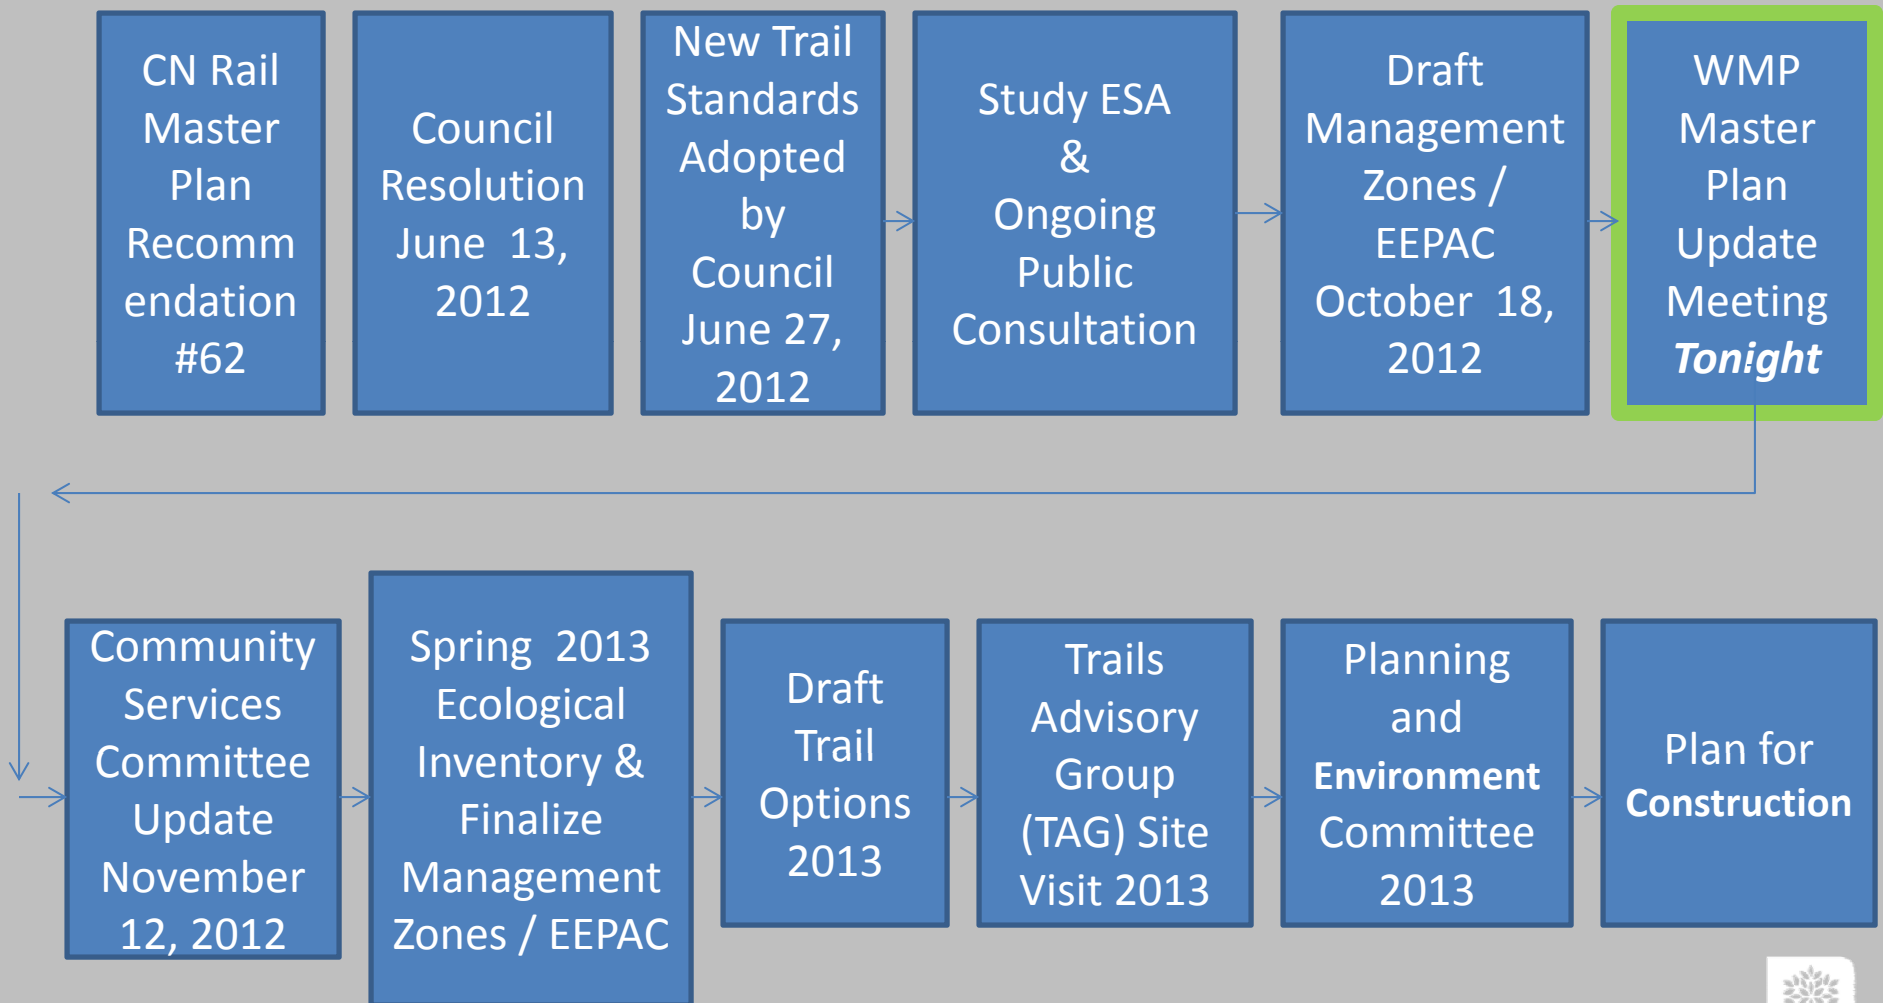 CN Rail
Master
Plan
Recomm
endation
#62
Council
Resolution
June 13,
2012
New Trail
Standards
Adopted
by
Council
June 27,
2012
Study ESA
&
Ongoing
Public
Consultation
Draft
Management
Zones /
EEPAC
October 18,
2012
WMP
Master
Plan
Update
Meeting
Tonight
Community
Services
Committee
Update
November
12, 2012
Spring 2013
Ecological
Inventory &
Finalize
Management
Zones / EEPAC
Draft
Trail
Options
2013
Trails
Advisory
Group
(TAG) Site
Visit 2013
Planning
and
Environment
Committee
2013
Plan for
Construction